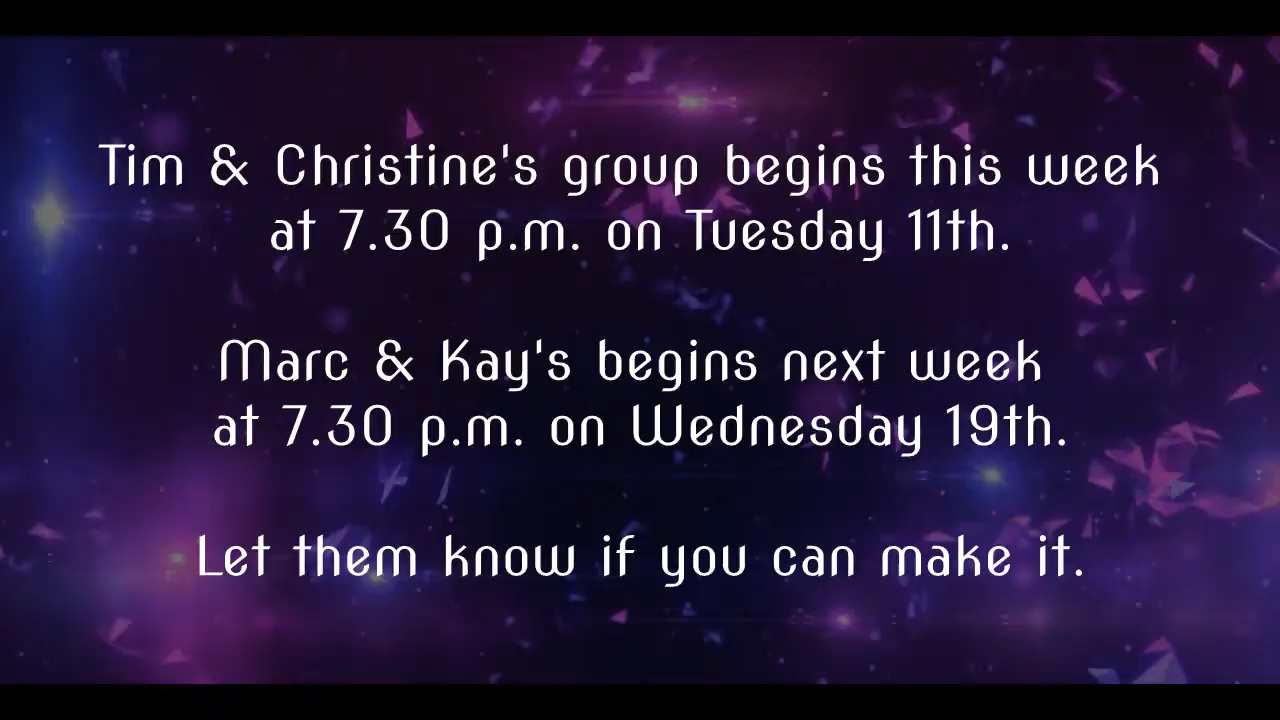 Tim & Christine's group begins this week
at 7.30 p.m. on Tuesday 11th.
Marc & Kay's begins next week
at 7.30 p.m. on Wednesday 19th.
Let them know if you can make it.